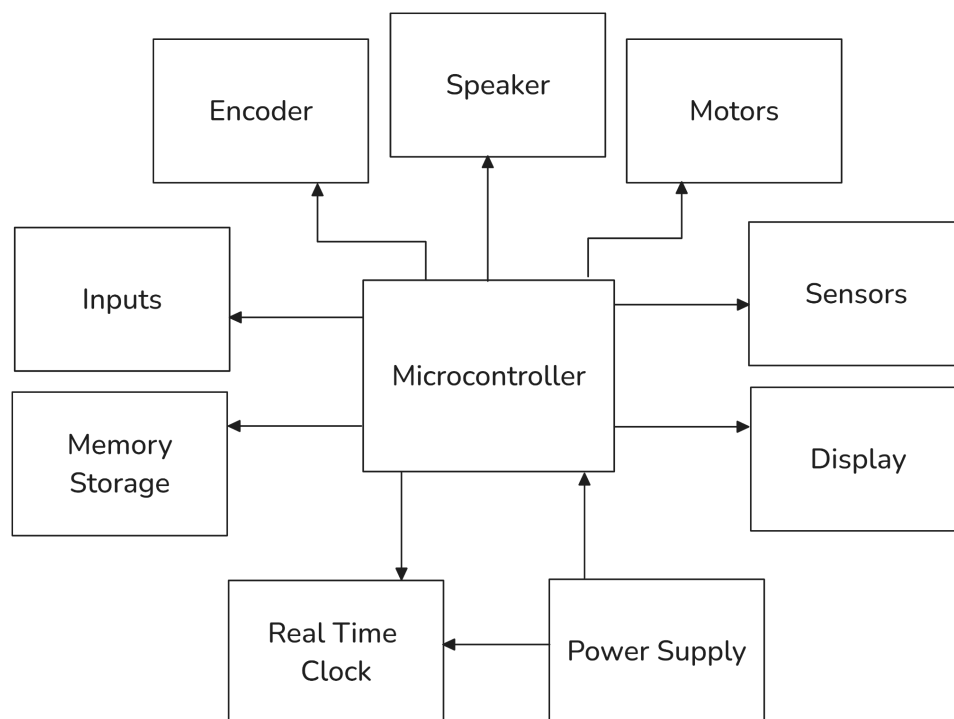 Speaker
Encoder
Motors
Inputs
Sensors
Microcontroller
Memory
Storage
Display
Real Time
Clock
Power Supply